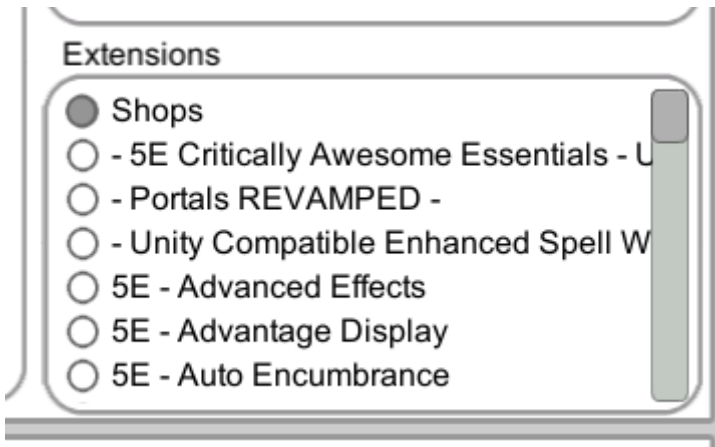 Extensions
Shops
- 5E Critically Awesome Essentials - U
- Portals REVAMPED -
- Unity Compatible Enhanced Spell W
5E - Advanced Effects
5E - Advantage Display
5E - Auto Encumbrance